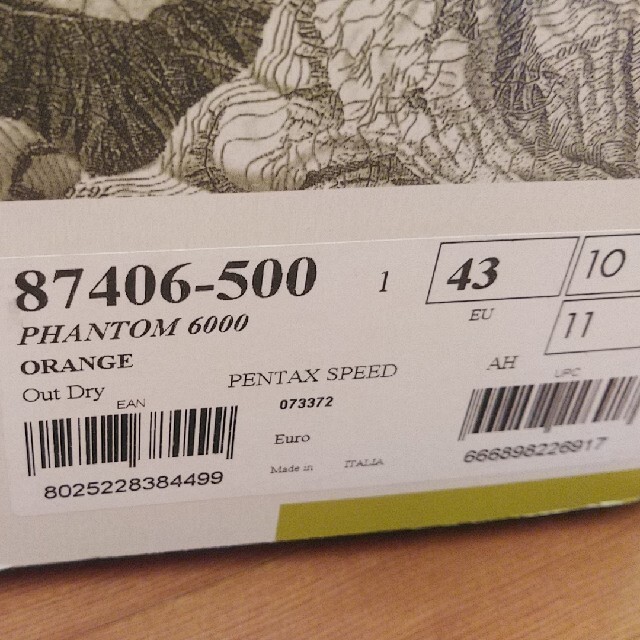 87406-500 1 43 10
PHANTOM 6000 EU 11
ORANGE
Out Dry PENTAX SPEED AH
EAN 073372 UPC
Euro
Made in ITALIA
8025228384499 666898226917